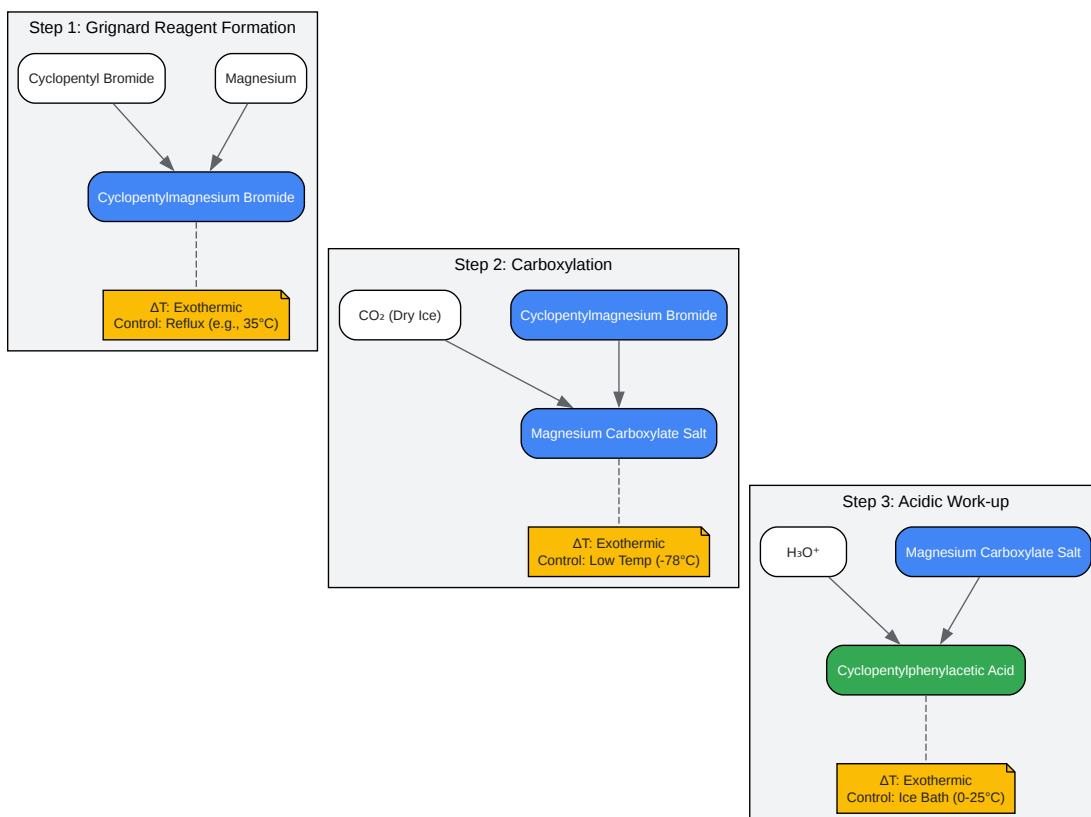 Step 1: Grignard Reagent Formation
Cyclopentyl Bromide
Magnesium
Cyclopentylmagnesium Bromide
ΔT: Exothermic
Control: Reflux (e.g., 35°C)
Step 2: Carboxylation
CO₂ (Dry Ice)
Cyclopentylmagnesium Bromide
Magnesium Carboxylate Salt
ΔT: Exothermic
Control: Low Temp (-78°C)
Step 3: Acidic Work-up
H₃O⁺
Magnesium Carboxylate Salt
Cyclopentylphenylacetic Acid
ΔT: Exothermic
Control: Ice Bath (0-25°C)